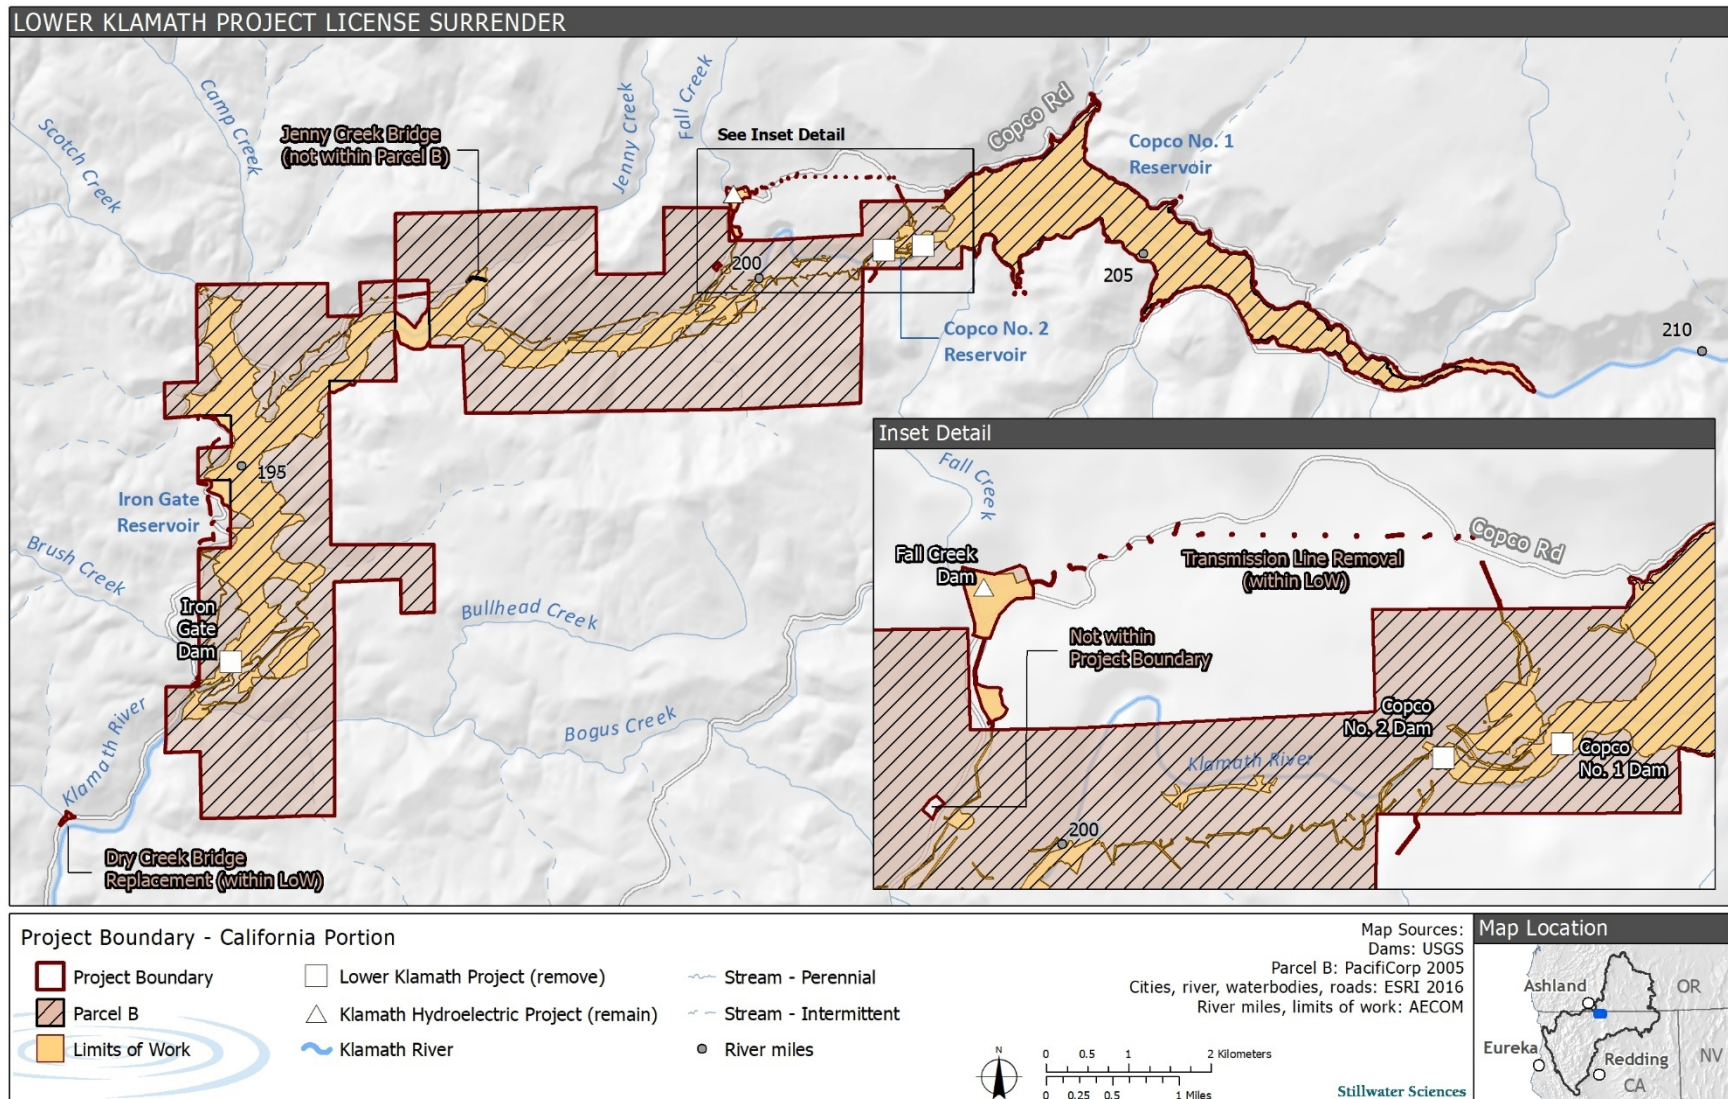 LOWER KLAMATH PROJECT LICENSE SURRENDER
Scotch Creek
Camp Creek
Jenny Creek Bridge
(not within Parcel B)
Jenny Creek
Fall Creek
See Inset Detail
Copco Rd
Copco No. 1
Reservoir
200
205
210
Copco No. 2
Reservoir
195
Iron Gate
Reservoir
Brush Creek
Iron
Gate
Dam
Bullhead Creek
Bogus Creek
Klamath River
Dry Creek Bridge
Replacement (within LoW)
Inset Detail
Fall Creek
Copco Rd
Fall Creek
Dam
Transmission Line Removal
(within LoW)
Not within
Project Boundary
Copco
No. 2 Dam
Klamath River
Copco
No. 1 Dam
200
Project Boundary - California Portion
Project Boundary
Parcel B
Limits of Work
Lower Klamath Project (remove)
Klamath Hydroelectric Project (remain)
Klamath River
Stream - Perennial
Stream - Intermittent
River miles
Map Sources:
Dams: USGS
Parcel B: PacifiCorp 2005
Cities, river, waterbodies, roads: ESRI 2016
River miles, limits of work: AECOM
N
0 0.5 1 2 Kilometers
0 0.25 0.5 1 Miles
Stillwater Sciences
Map Location
Ashland
OR
Eureka
Redding
NV
CA